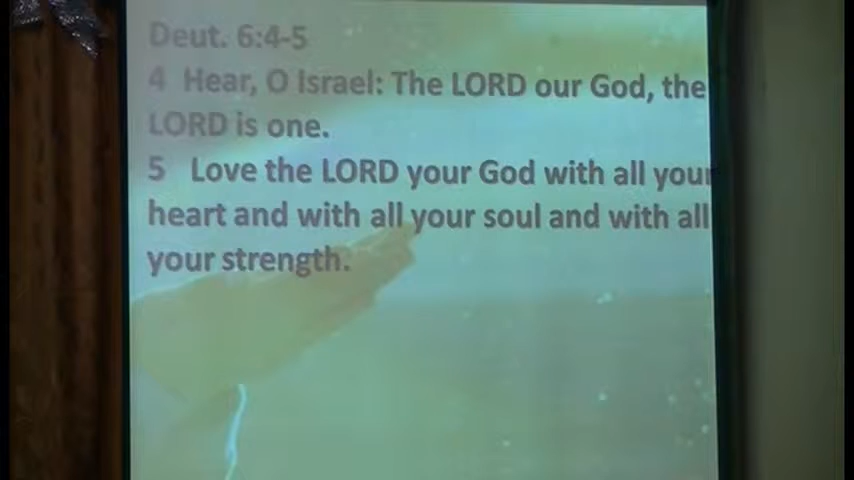 Deut. 6:4-5
4 Hear, O Israel: The LORD our God, the
LORD is one.
5 Love the LORD your God with all your
heart and with all your soul and with all
your strength.